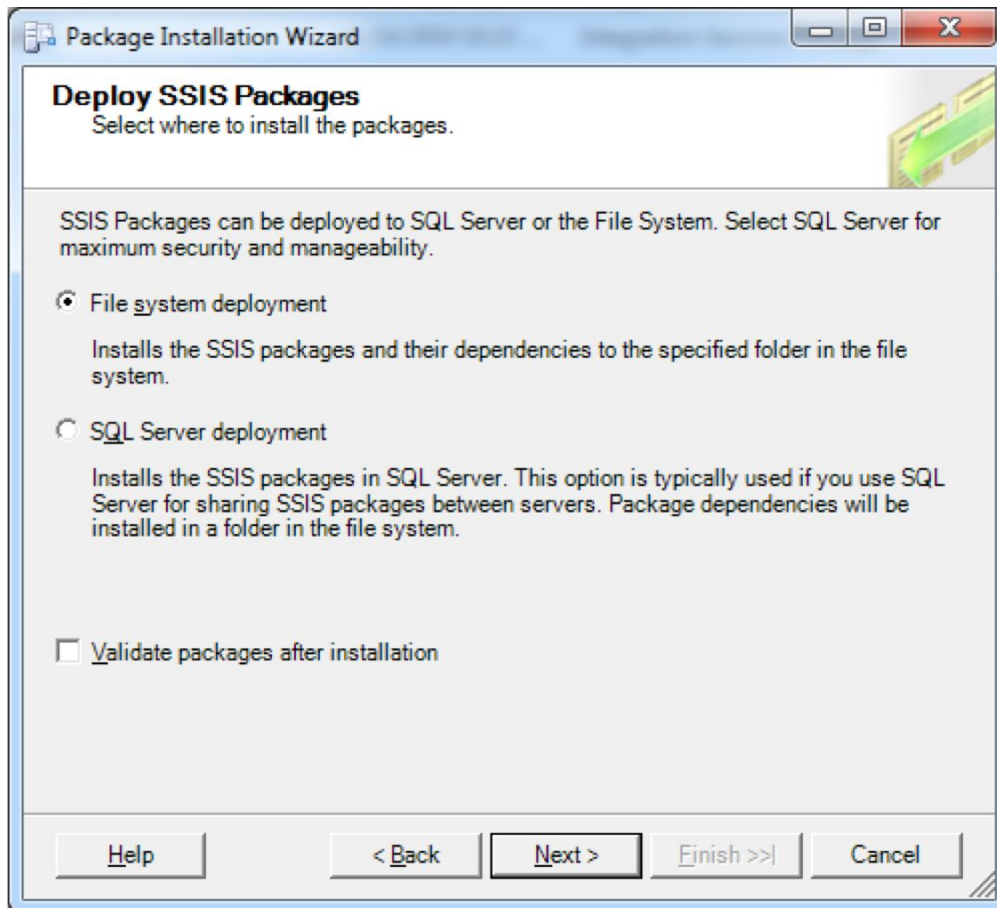 Package Installation Wizard
Deploy SSIS Packages
Select where to install the packages.
SSIS Packages can be deployed to SQL Server or the File System. Select SQL Server for
maximum security and manageability.
File system deployment
Installs the SSIS packages and their dependencies to the specified folder in the file
system.
SQL Server deployment
Installs the SSIS packages in SQL Server. This option is typically used if you use SQL
Server for sharing SSIS packages between servers. Package dependencies will be
installed in a folder in the file system.
Validate packages after installation
Help
< Back
Next >
Finish >>|
Cancel